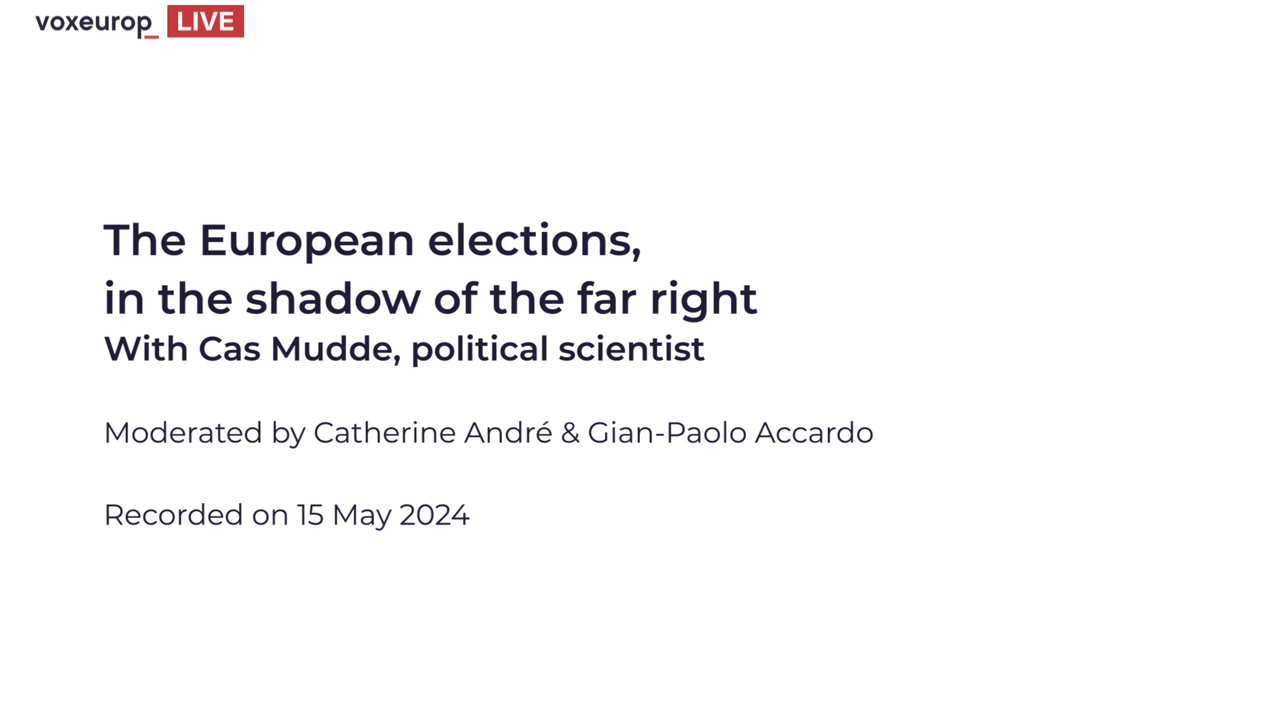 voxeurop_ LIVE
The European elections,
in the shadow of the far right
With Cas Mudde, political scientist
Moderated by Catherine André & Gian-Paolo Accardo
Recorded on 15 May 2024